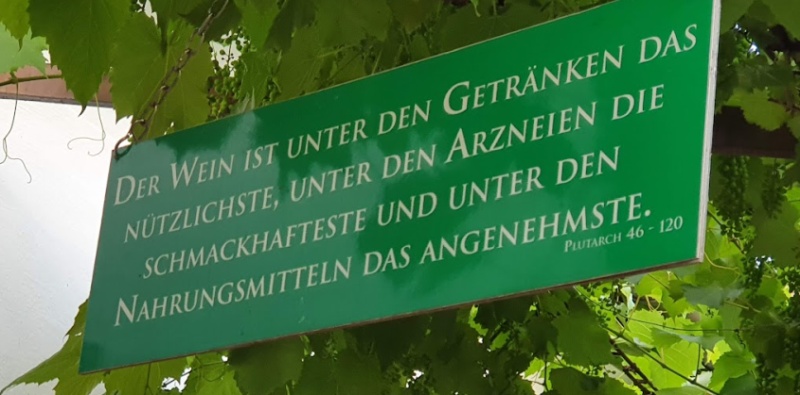 Der Wein ist unter den Getränken das
nützlichste, unter den Arzneien die
schmackhafteste und unter den
Nahrungsmitteln das angenehmste.
Plutarch 46 - 120